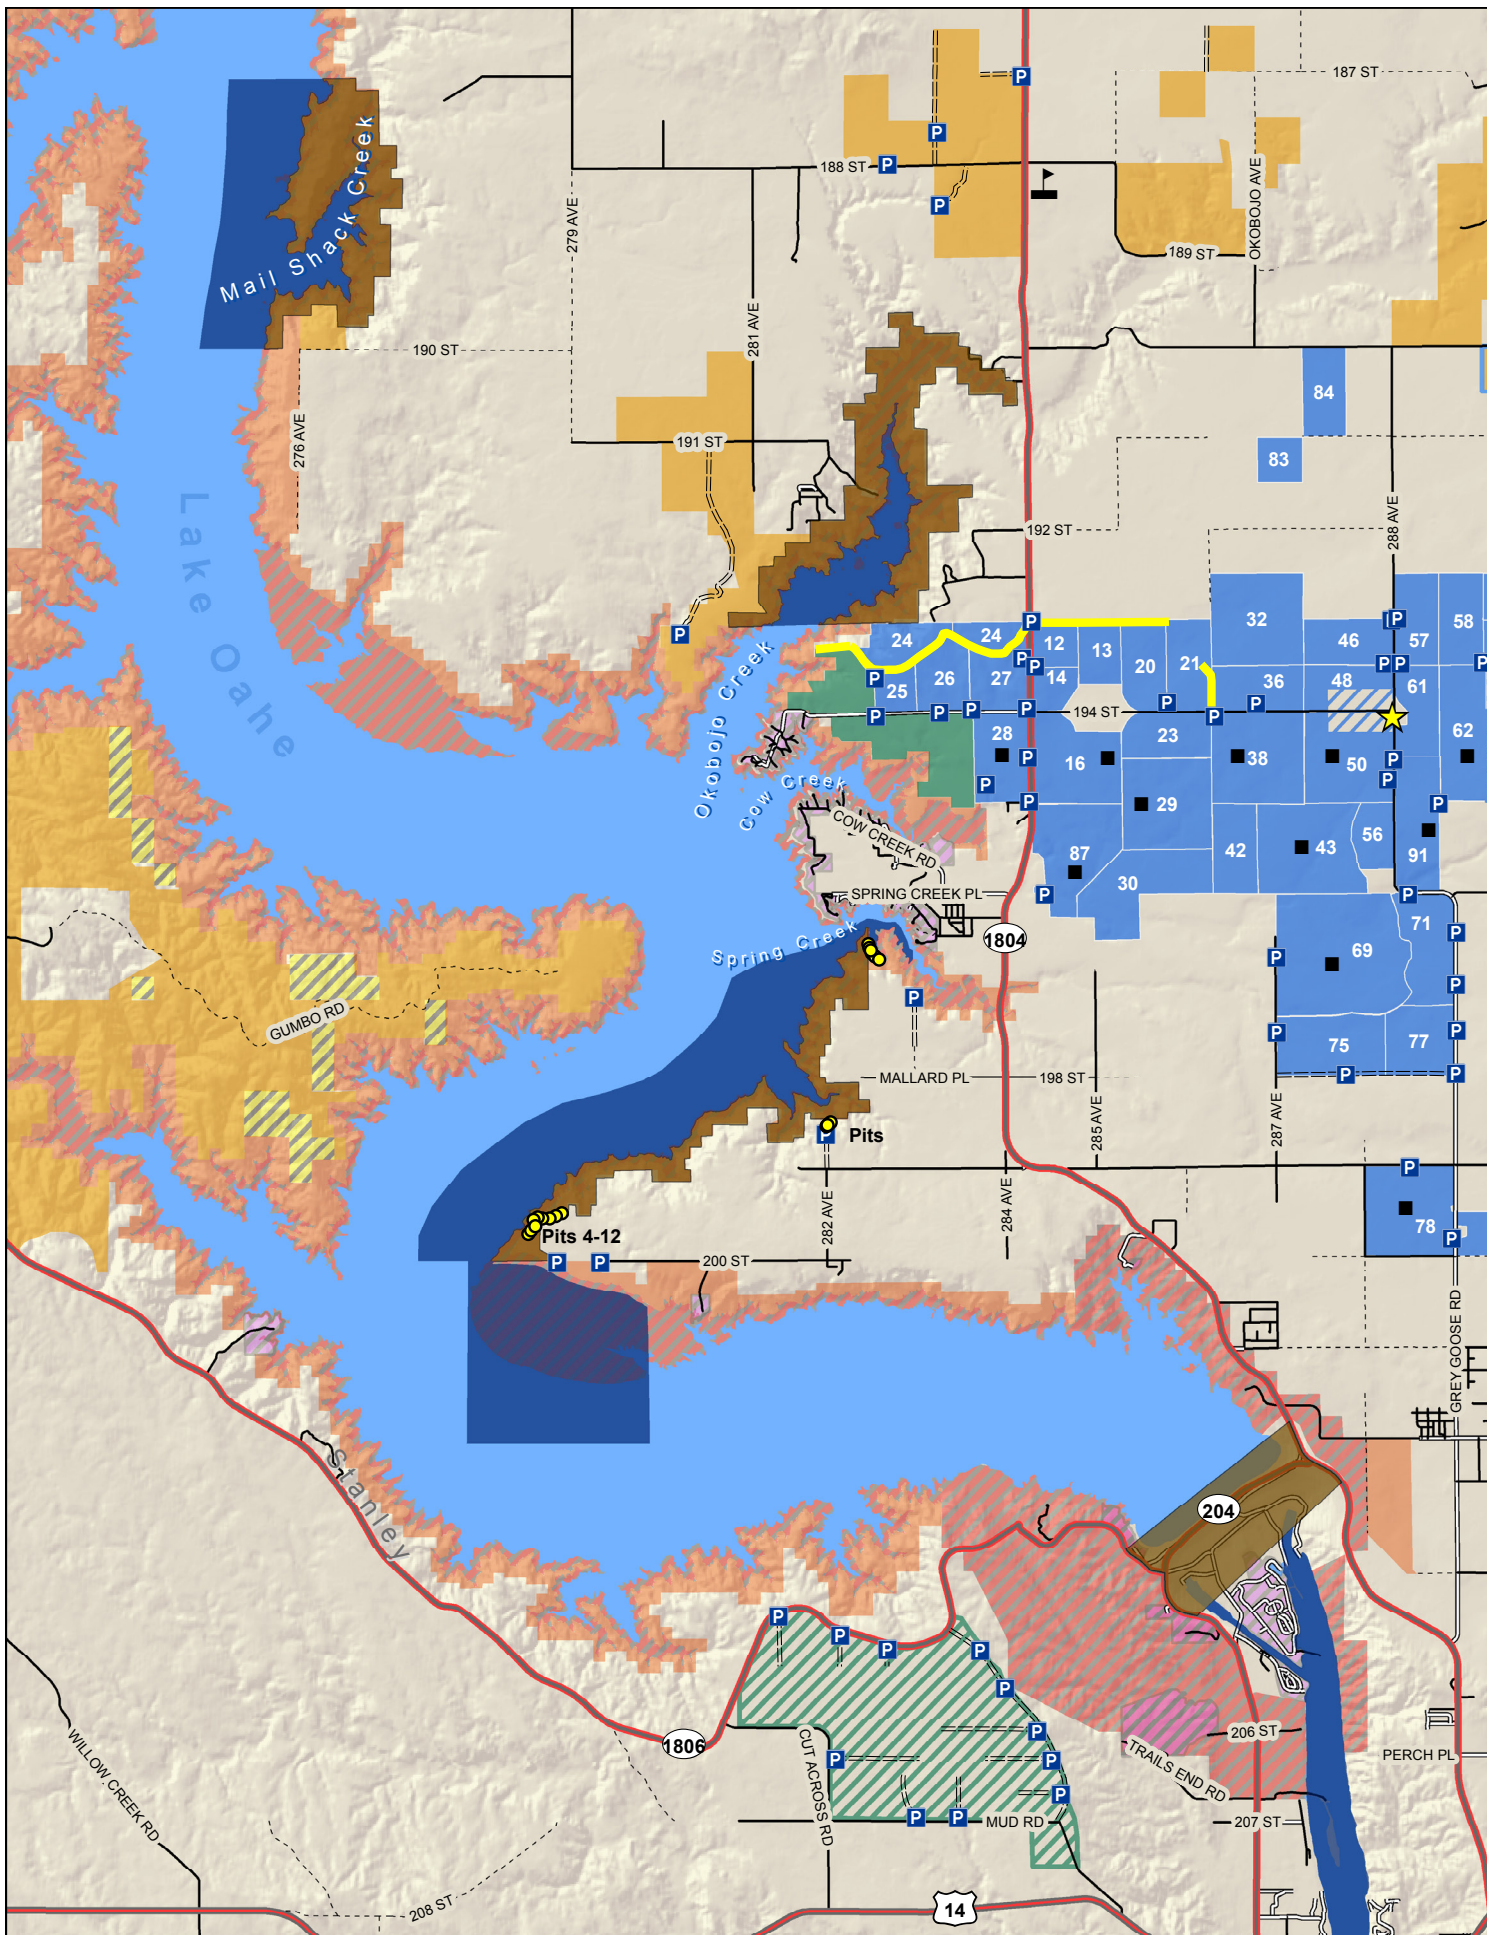 187 ST
Mail Shack Creek
188 ST
P
P
P
P
279 AVE
OKOBOJO AVE
189 ST
281 AVE
190 ST
84
276 AVE
191 ST
83
288 AVE
192 ST
Lake Oahe
P
P
P
24
24
12
13
20
21
32
46
57
58
P
P
P
P
P
P
25
26
27
14
36
48
61
P
P
P
P
P
P
P
194 ST
Okobojo Creek
28
16
23
38
50
62
P
P
P
P
P
P
Cow Creek
29
COW CREEK RD
87
30
42
43
56
91
SPRING CREEK PL
P
P
1804
Spring Creek
69
71
P
P
P
P
GUMBO RD
75
77
P
P
P
P
MALLARD PL
198 ST
285 AVE
287 AVE
P
Pits
P
78
P
282 AVE
284 AVE
Pits 4-12
P
P
200 ST
GREY GOOSE RD
Stanley
204
P
P
P
P
P
P
P
P
P
P
P
1806
CUT ACROSS RD
MUD RD
TRAILS END RD
206 ST
207 ST
PERCH PL
WILLOW CREEK RD
208 ST
14